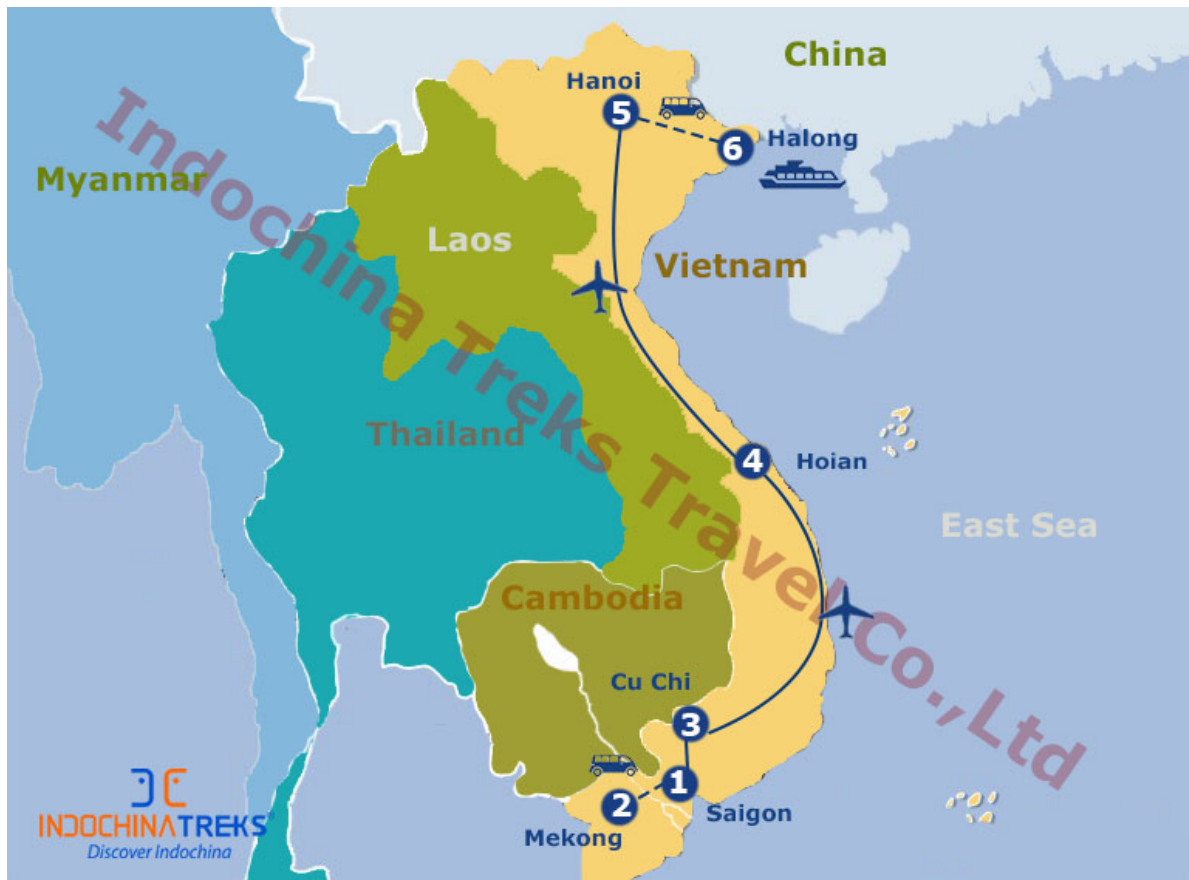 China
Hanoi
5
6
Halong
Myanmar
Laos
Vietnam
Thailand
4
Hoian
East Sea
Cambodia
Cu Chi
3
1
2
Saigon
Mekong
Indochina Treks Travel Co.,Ltd
INDOCHINATREKS
Discover Indochina